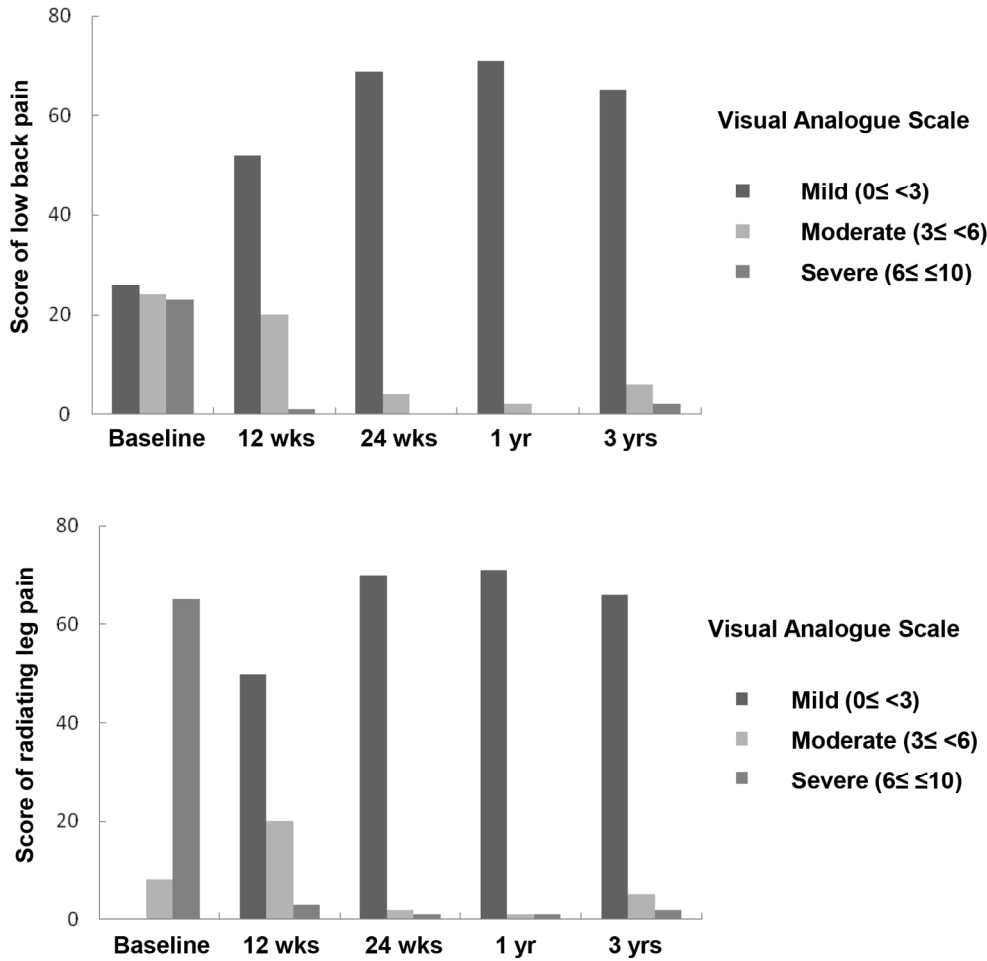 80
60
40
20
0
Score of low back pain
Baseline
12 wks
24 wks
1 yr
3 yrs
Visual Analogue Scale
Mild (0≤ <3)
Moderate (3≤ <6)
Severe (6≤ ≤10)
80
60
40
20
0
Score of radiating leg pain
Baseline
12 wks
24 wks
1 yr
3 yrs
Visual Analogue Scale
Mild (0≤ <3)
Moderate (3≤ <6)
Severe (6≤ ≤10)